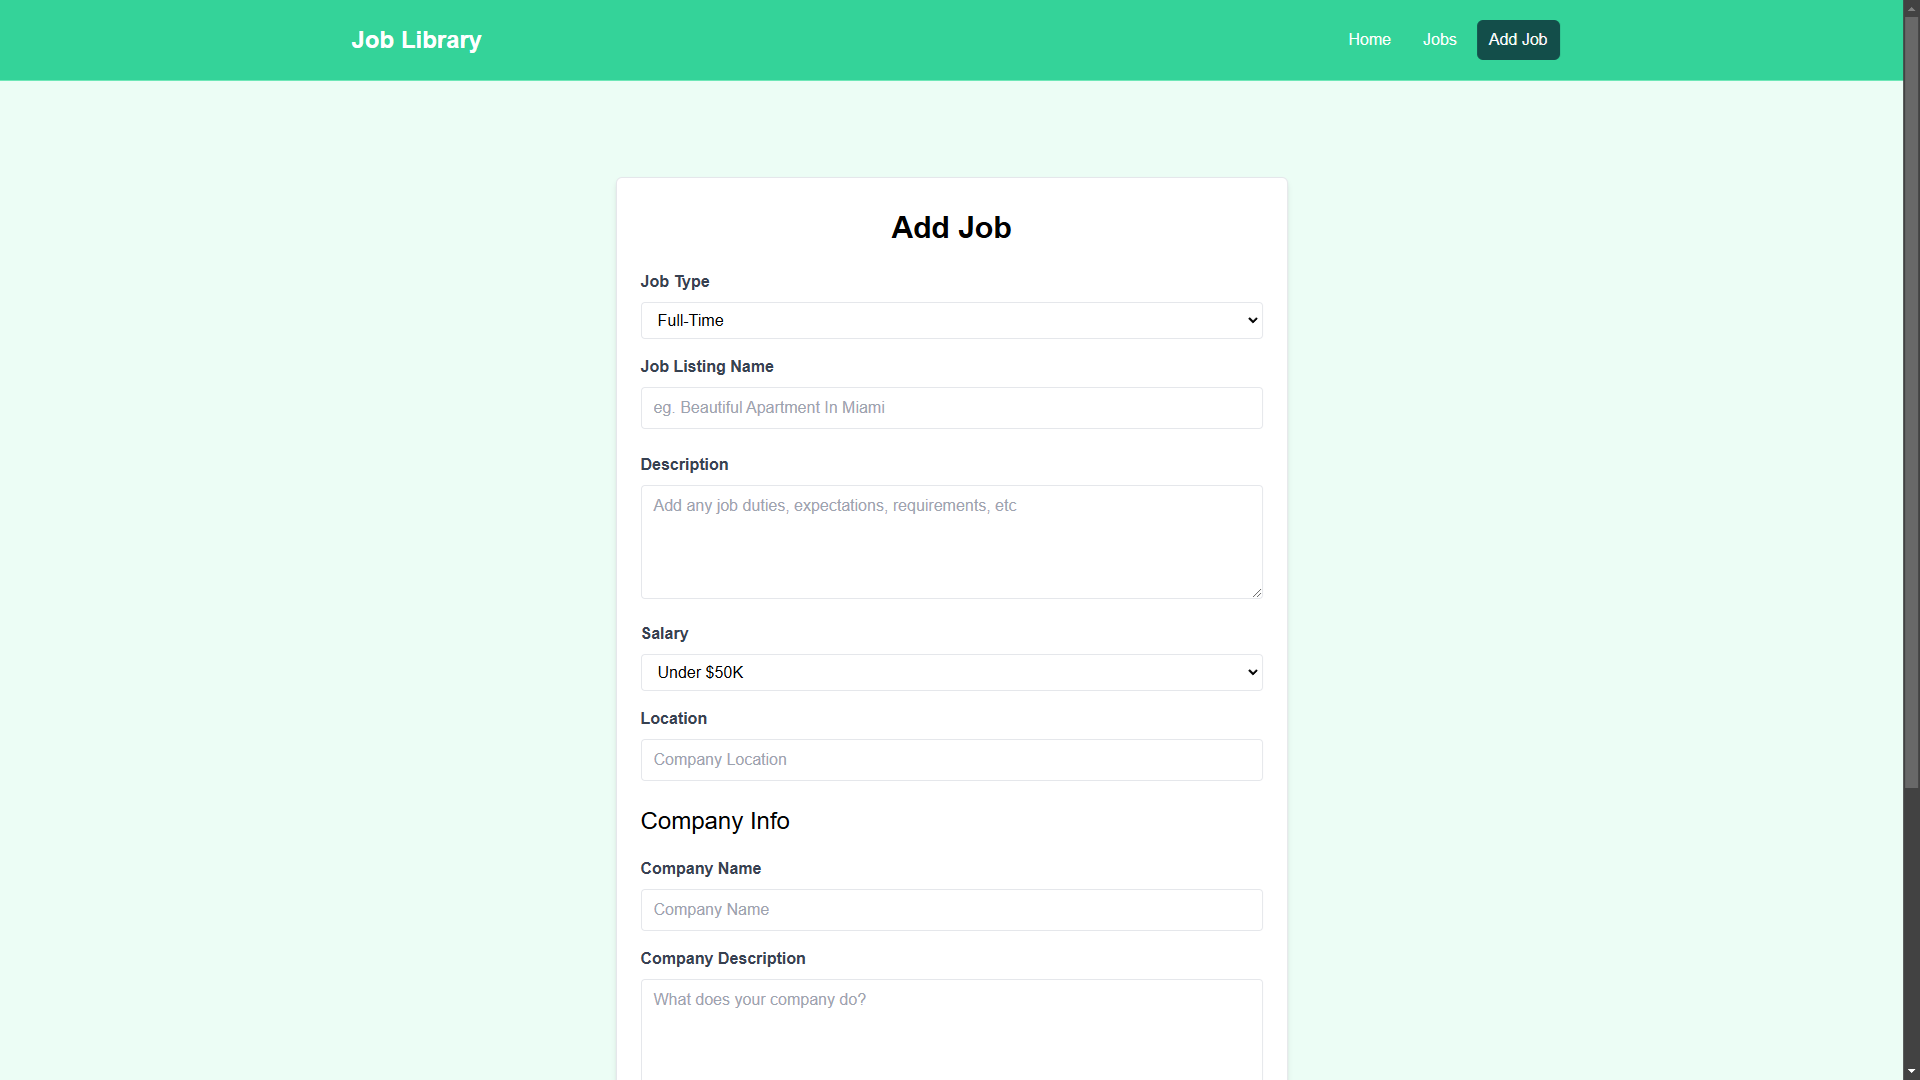 Job Library
Home
Jobs
Add Job
Add Job
Job Type
Full-Time
Job Listing Name
eg. Beautiful Apartment In Miami
Description
Add any job duties, expectations, requirements, etc
Salary
Under $50K
Location
Company Location
Company Info
Company Name
Company Name
Company Description
What does your company do?